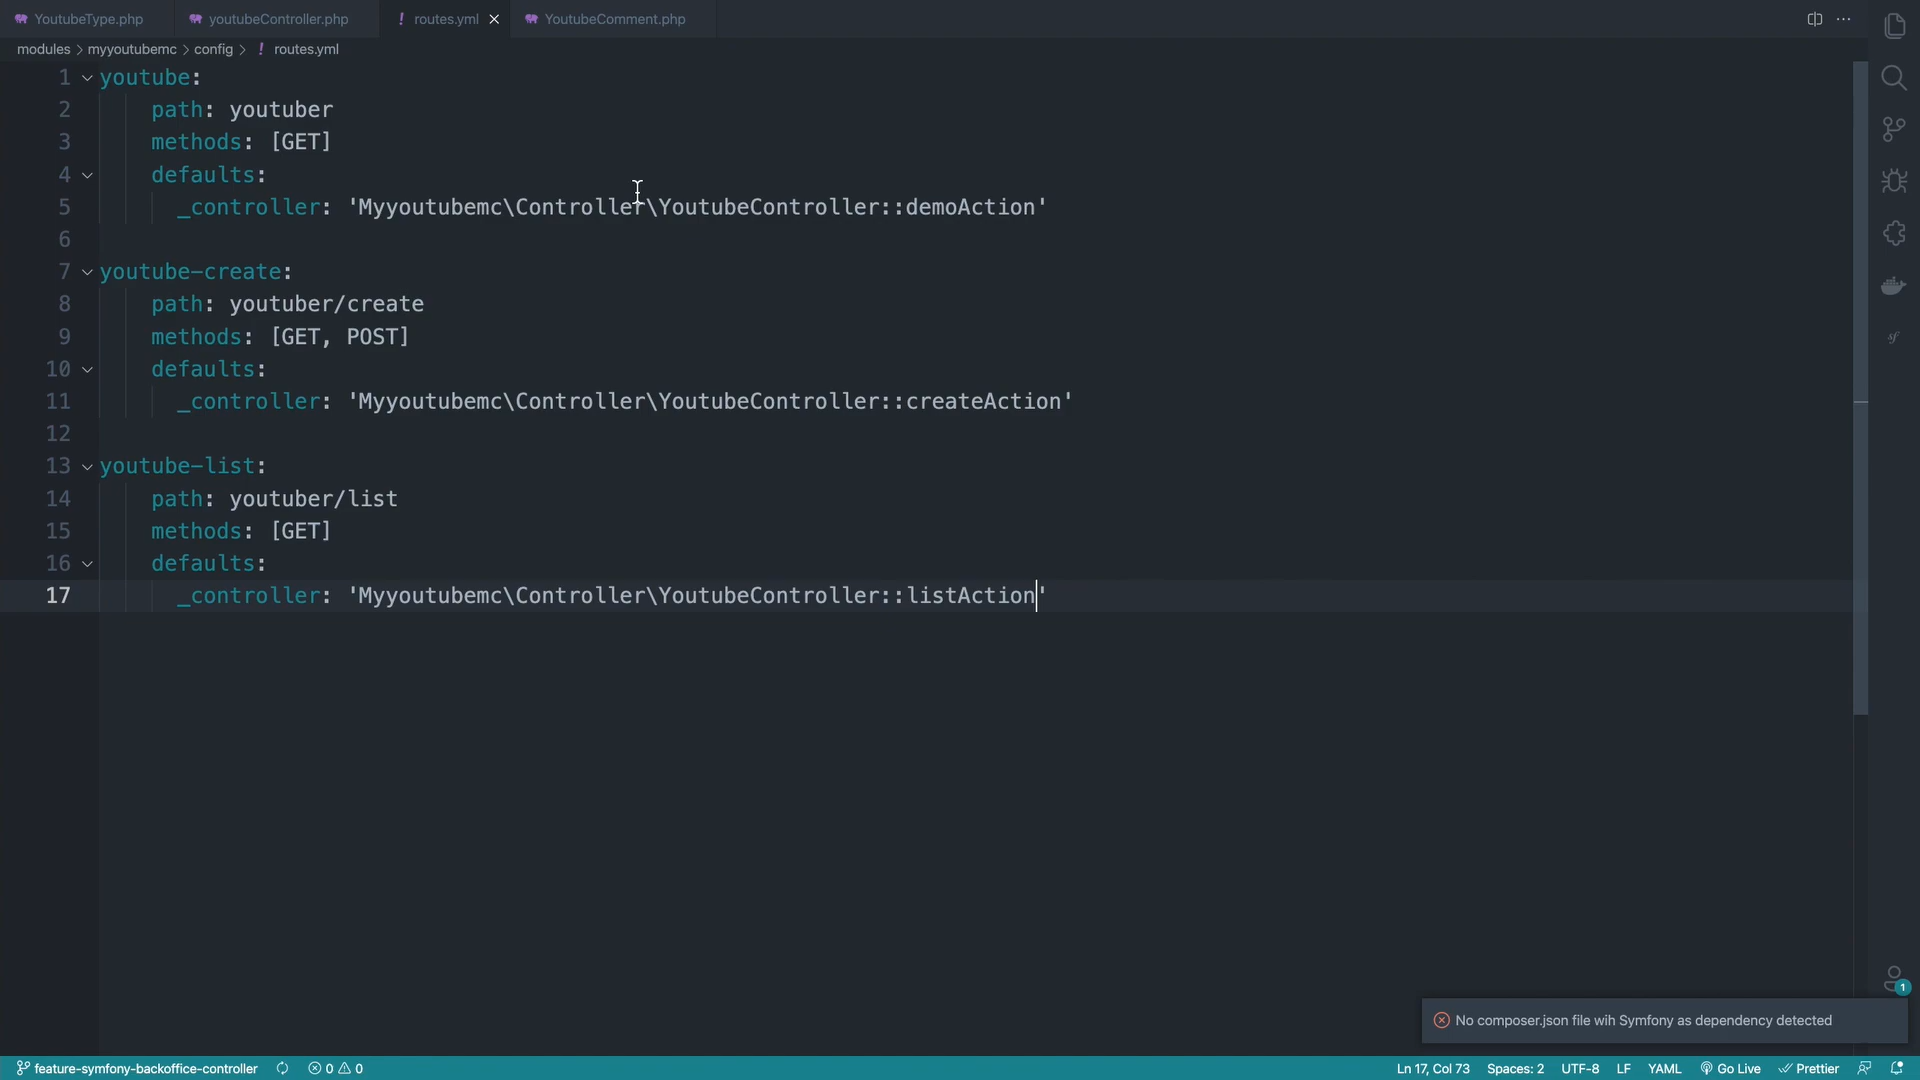 YoutubeType.php youtubeController.php ! routes.yml YoutubeComment.php
modules > myyoutubemc > config > ! routes.yml
1 youtube:
2 path: youtuber
3 methods: [GET]
4 defaults:
5 _controller: 'Myyoutubemc\Controller\YoutubeController::demoAction'
6
7 youtube-create:
8 path: youtuber/create
9 methods: [GET, POST]
10 defaults:
11 _controller: 'Myyoutubemc\Controller\YoutubeController::createAction'
12
13 youtube-list:
14 path: youtuber/list
15 methods: [GET]
16 defaults:
17 _controller: 'Myyoutubemc\Controller\YoutubeController::listAction'
sf
1
No composer.json file wih Symfony as dependency detected
feature-symfony-backoffice-controller 0 0 Ln 17, Col 73 Spaces: 2 UTF-8 LF YAML Go Live Prettier